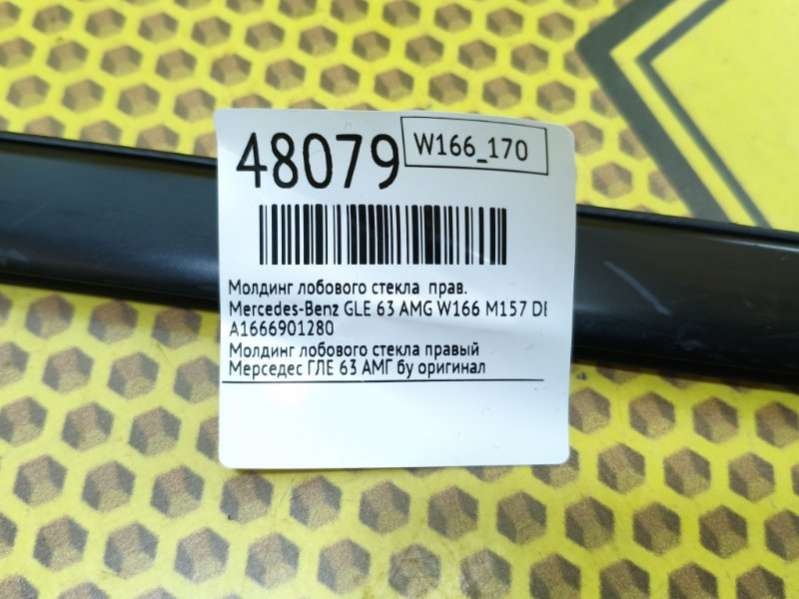 48079
W166_170
Молдинг лобового стекла прав.
Mercedes-Benz GLE 63 AMG W166 M157 DE
A1666901280
Молдинг лобового стекла правый
Мерседес ГЛЕ 63 АМГ бу оригинал